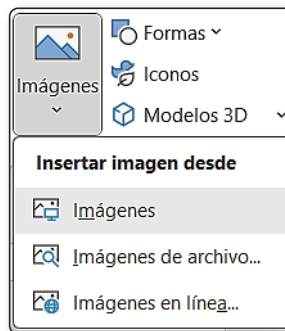 Imágenes
Formas
Iconos
Modelos 3D
Insertar imagen desde
Imágenes
Imágenes de archivo...
Imágenes en línea...